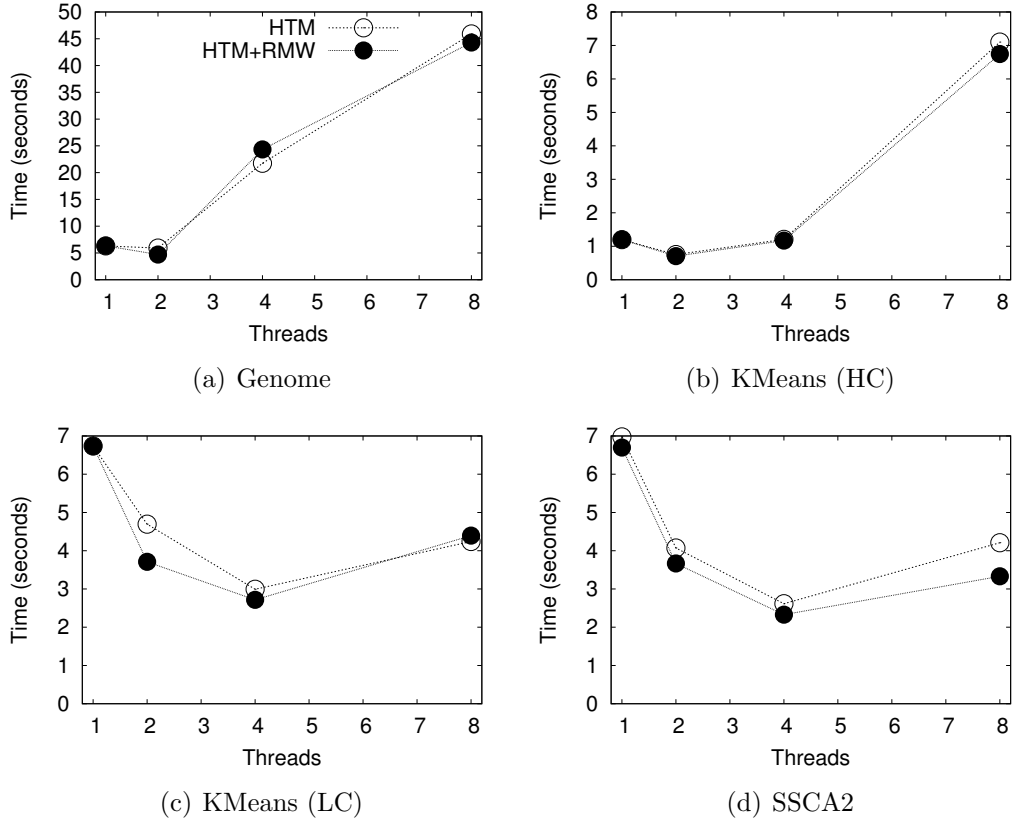 50
45
40
35
30
25
20
15
10
5
0
Time (seconds)
HTM
HTM+RMW
1 2 3 4 5 6 7 8
Threads
(a) Genome
8
7
6
5
4
3
2
1
0
Time (seconds)
1 2 3 4 5 6 7 8
Threads
(b) KMeans (HC)
7
6
5
4
3
2
1
0
Time (seconds)
1 2 3 4 5 6 7 8
Threads
(c) KMeans (LC)
7
6
5
4
3
2
1
0
Time (seconds)
1 2 3 4 5 6 7 8
Threads
(d) SSCA2